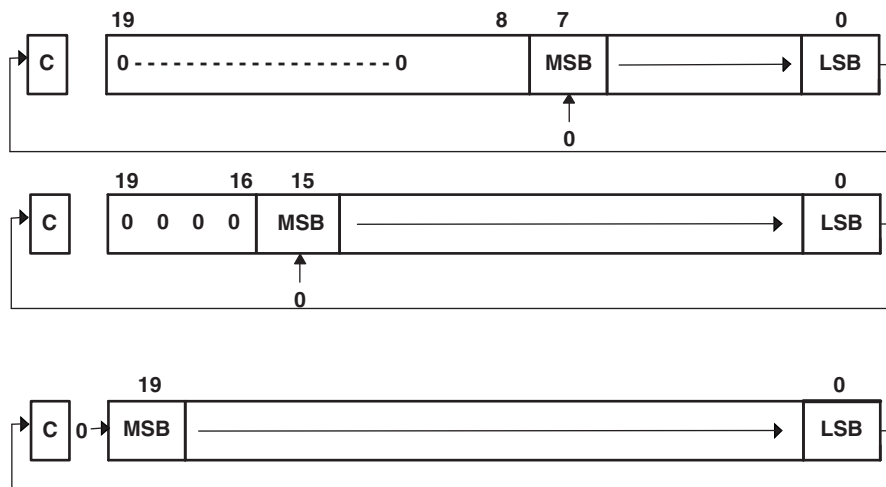 19 8 7 0
C 0 - - - - - - - - - - - - - - - - - - - - 0 MSB LSB
0
19 16 15 0
C 0 0 0 0 MSB LSB
0
19 0
C 0 MSB LSB